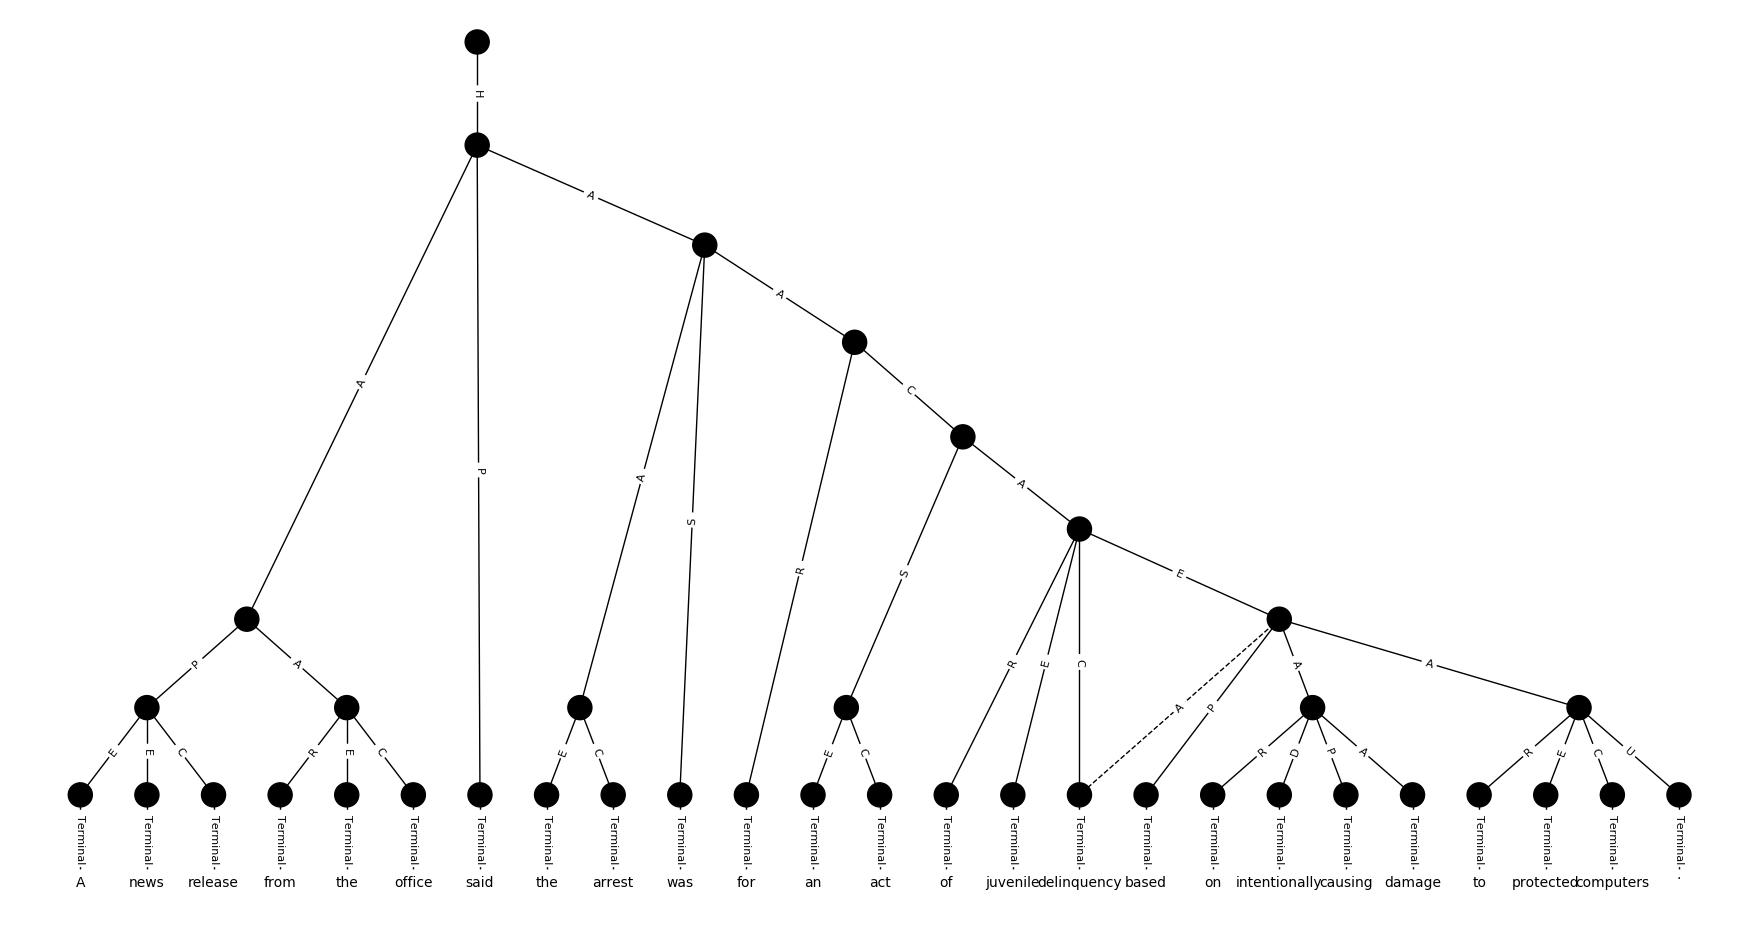 H
A
A
C
A
A
P
A
S
R
S
R
E
C
E
P
A
A
P
A
A
E
E
C
R
E
C
E
C
E
C
R
D
P
A
R
E
C
U
Terminal Terminal Terminal Terminal Terminal Terminal Terminal Terminal Terminal Terminal Terminal Terminal Terminal Terminal Terminal Terminal Terminal Terminal Terminal Terminal Terminal Terminal Terminal Terminal Terminal
A news release from the office said the arrest was for an act of juvenile delinquency based on intentionally causing damage to protected computers .